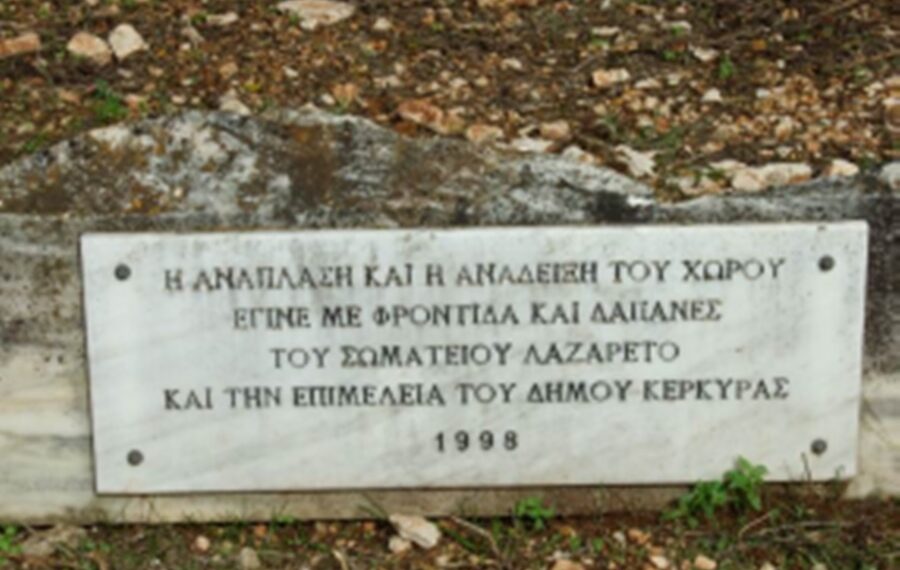 Η ΑΝΑΠΛΑΣΗ ΚΑΙ Η ΑΝΑΔΕΙΞΗ ΤΟΥ ΧΩΡΟΥ
ΕΓΙΝΕ ΜΕ ΦΡΟΝΤΙΔΑ ΚΑΙ ΔΑΠΑΝΕΣ
ΤΟΥ ΣΩΜΑΤΕΙΟΥ ΛΑΖΑΡΕΤΟ
ΚΑΙ ΤΗΝ ΕΠΙΜΕΛΕΙΑ ΤΟΥ ΔΗΜΟΥ ΚΕΡΚΥΡΑΣ
1998